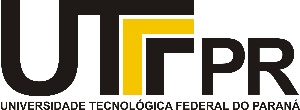 UTFPR
UNIVERSIDADE TECNOLÓGICA FEDERAL DO PARANÁ